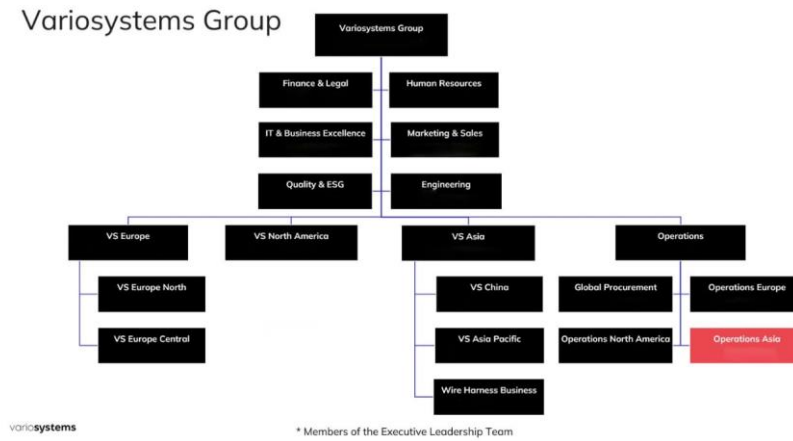 Variosystems Group
Variosystems Group
Finance & Legal
Human Resources
IT & Business Excellence
Marketing & Sales
Quality & ESG
Engineering
VS Europe
VS North America
VS Asia
Operations
VS Europe North
VS China
Global Procurement
Operations Europe
VS Europe Central
VS Asia Pacific
Operations North America
Operations Asia
Wire Harness Business
variosystems
* Members of the Executive Leadership Team